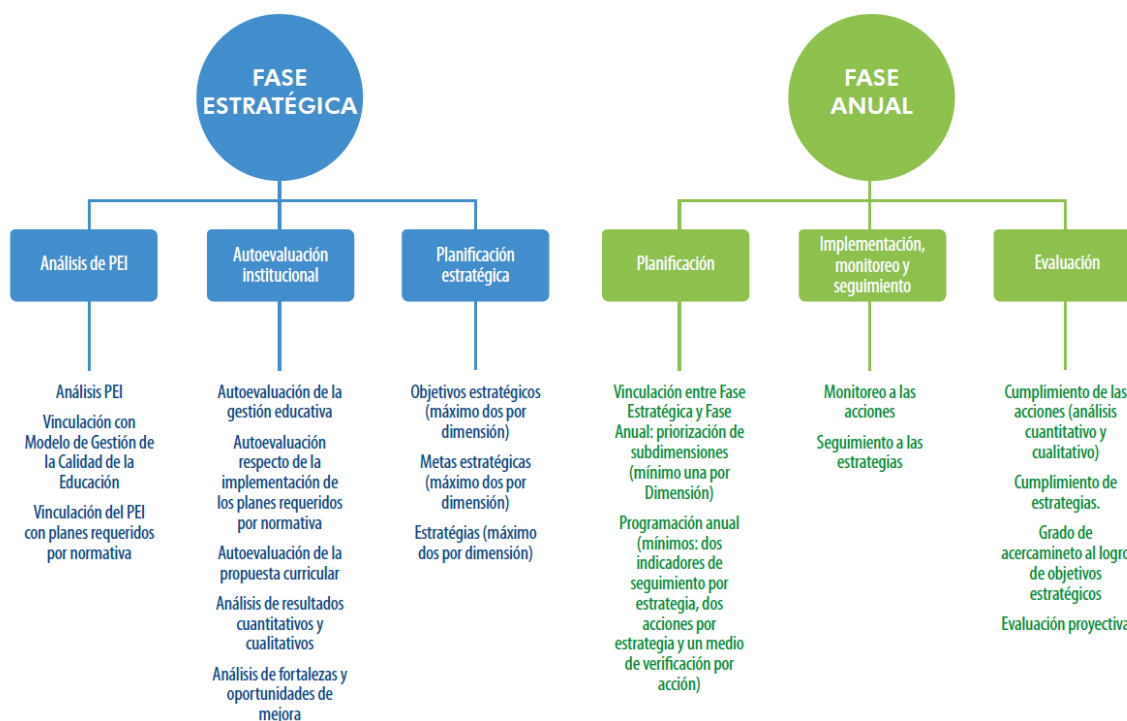 FASE
ESTRATÉGICA
Análisis de PEI
Autoevaluación
institucional
Planificación
estratégica
Análisis PEI
Vinculación con
Modelo de Gestión de
la Calidad de la
Educación
Vinculación del PEI
con planes requeridos
por normativa
Autoevaluación de la
gestión educativa
Autoevaluación
respecto de la
implementación de
los planes requeridos
por normativa
Autoevaluación de la
propuesta curricular
Análisis de resultados
cuantitativos y
cualitativos
Análisis de fortalezas y
oportunidades de
mejora
Objetivos estratégicos
(máximo dos por
dimensión)
Metas estratégicas
(máximo dos por
dimensión)
Estratégias (máximo
dos por dimensión)
FASE
ANUAL
Planificación
Implementación,
monitoreo y
seguimiento
Evaluación
Vinculación entre Fase
Estratégica y Fase
Anual: priorización de
subdimensiones
(mínimo una por
Dimensión)
Programación anual
(mínimos: dos
indicadores de
seguimiento por
estrategia, dos
acciones por
estrategia y un medio
de verificación por
acción)
Monitoreo a las
acciones
Seguimiento a las
estrategias
Cumplimiento de las
acciones (análisis
cuantitativo y
cualitativo)
Cumplimiento de
estrategias.
Grado de
acercamineto al logro
de objetivos
estratégicos
Evaluación proyectiva